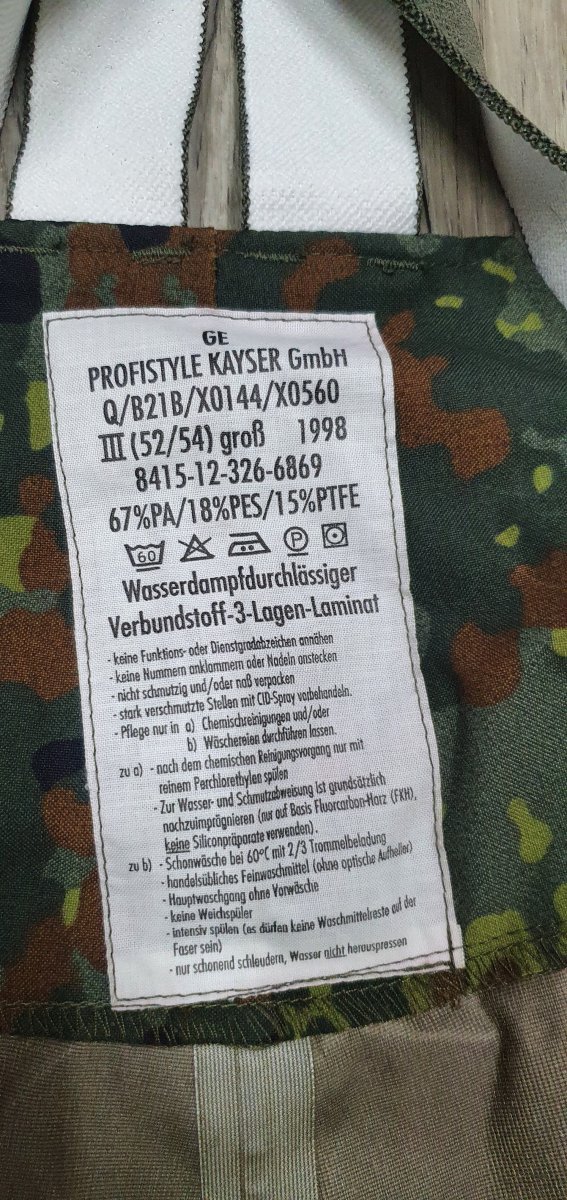 GE
PROFISTYLE KAYSER GmbH
Q/B21B/X0144/X0560
III (52/54) groß 1998
8415-12-326-6869
67%PA/18%PES/15%PTFE
60 P
Wasserdampfdurchlässiger
Verbundstoff-3-Lagen-Laminat
- keine Funktions- oder Dienstgradabzeichen annähen
- keine Nummern anklammern oder Nadeln anstecken
- nicht schmutzig und/oder naß verpacken
- stark verschmutzte Stellen mit CID-Spray vorbehandeln.
- Pflege nur in a) Chemischreinigungen und/oder
b) Wäschereien durchführen lassen.
zu a) - nach dem chemischen Reinigungsvorgang nur mit
reinem Perchlorethylen spülen
- Zur Wasser- und Schmutzabweisung ist grundsätzlich
nachzuimprägnieren (nur auf Basis Fluorcarbon-Harz (FKH),
keine Siliconpräparate verwenden).
zu b) - Schonwäsche bei 60°C mit 2/3 Trommelbeladung
- handelsübliches Feinwaschmittel (ohne optische Aufheller)
- Hauptwaschgang ohne Vorwäsche
- keine Weichspüler
- intensiv spülen (es dürfen keine Waschmittelreste auf der
Faser sein)
- nur schonend schleudern, Wasser nicht herauspressen